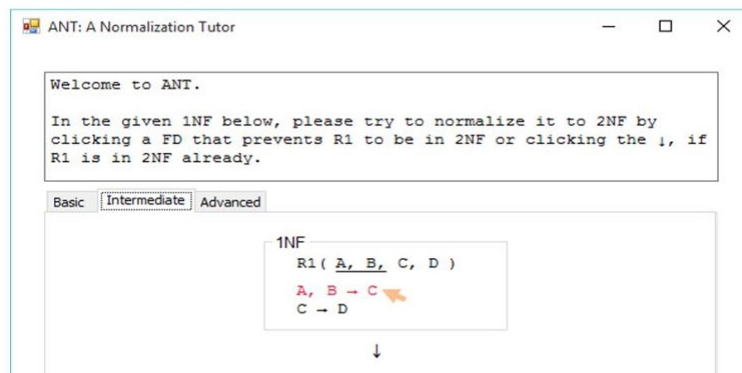 ANT: A Normalization Tutor
Welcome to ANT.
In the given 1NF below, please try to normalize it to 2NF by
clicking a FD that prevents R1 to be in 2NF or clicking the ↓, if
R1 is in 2NF already.
Basic Intermediate Advanced
1NF
R1( A, B, C, D )
A, B → C
C → D
↓